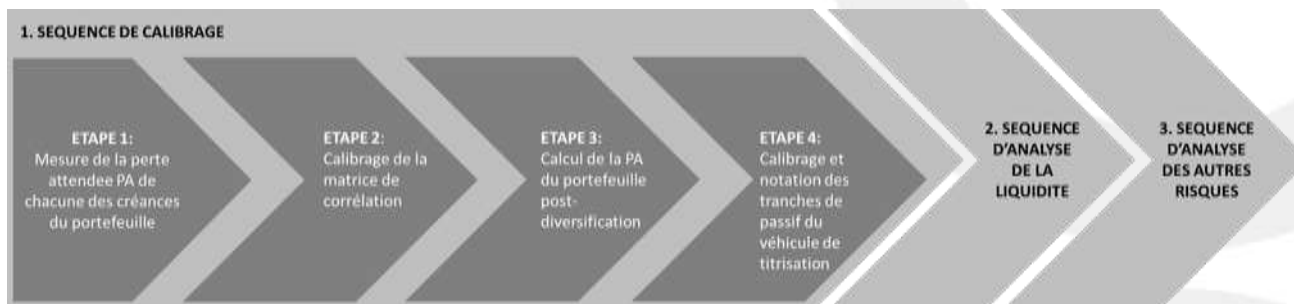 1. SEQUENCE DE CALIBRAGE
ETAPE 1:
Mesure de la perte
attendee PA de
chacune des créances
du portefeuille
ETAPE 2:
Calibrage de la
matrice de
corrélation
ETAPE 3:
Calcul de la PA
du portefeuille
post-
diversification
ETAPE 4:
Calibrage et
notation des
tranches de
passif du
véhicule de
titrisation
2. SEQUENCE
D'ANALYSE
DE LA
LIQUIDITE
3. SEQUENCE
D'ANALYSE
DES AUTRES
RISQUES